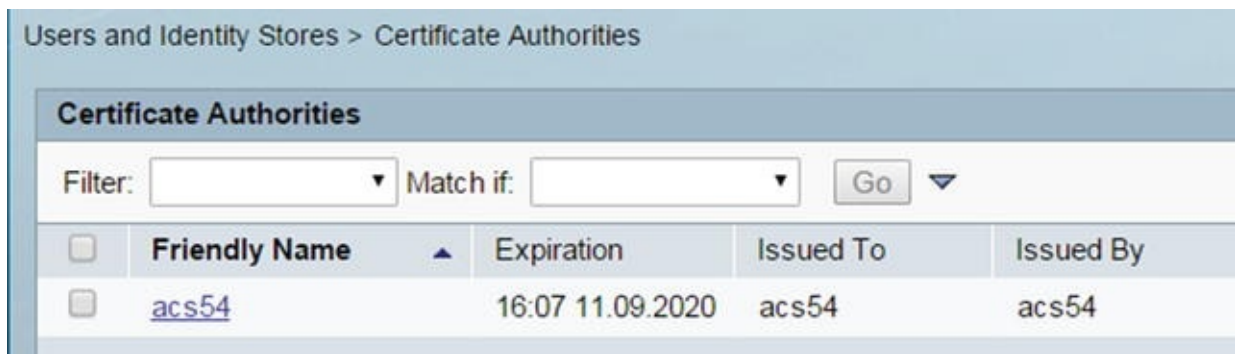 Users and Identity Stores > Certificate Authorities
Certificate Authorities
Filter: Match if: Go
Friendly Name Expiration Issued To Issued By
acs54 16:07 11.09.2020 acs54 acs54